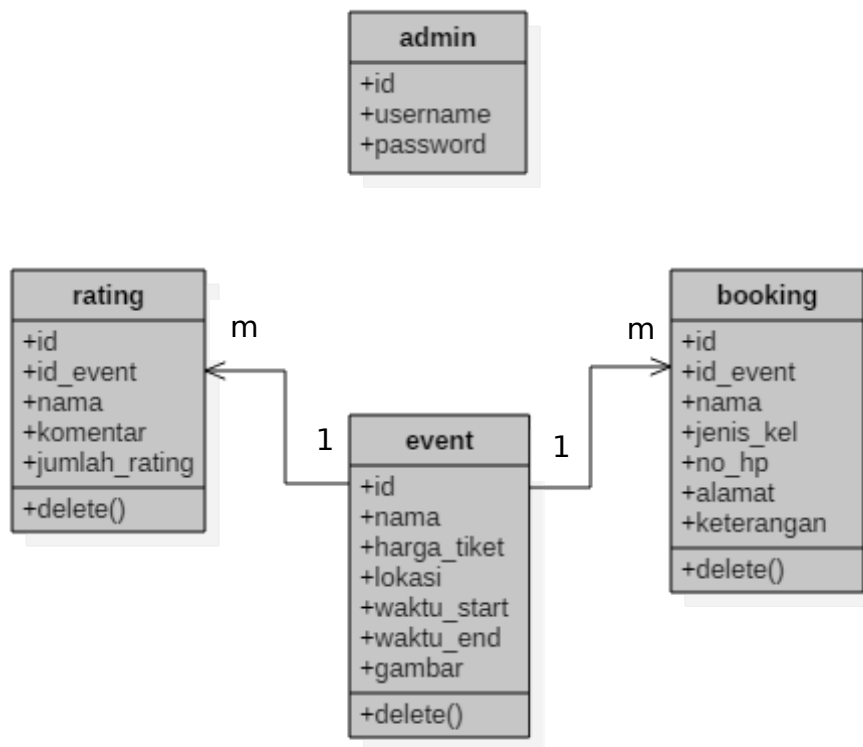 admin
+id
+username
+password
rating
+id
+id_event
+nama
+komentar
+jumlah_rating
+delete()
m
1
event
+id
+nama
+harga_tiket
+lokasi
+waktu_start
+waktu_end
+gambar
+delete()
1
m
booking
+id
+id_event
+nama
+jenis_kel
+no_hp
+alamat
+keterangan
+delete()